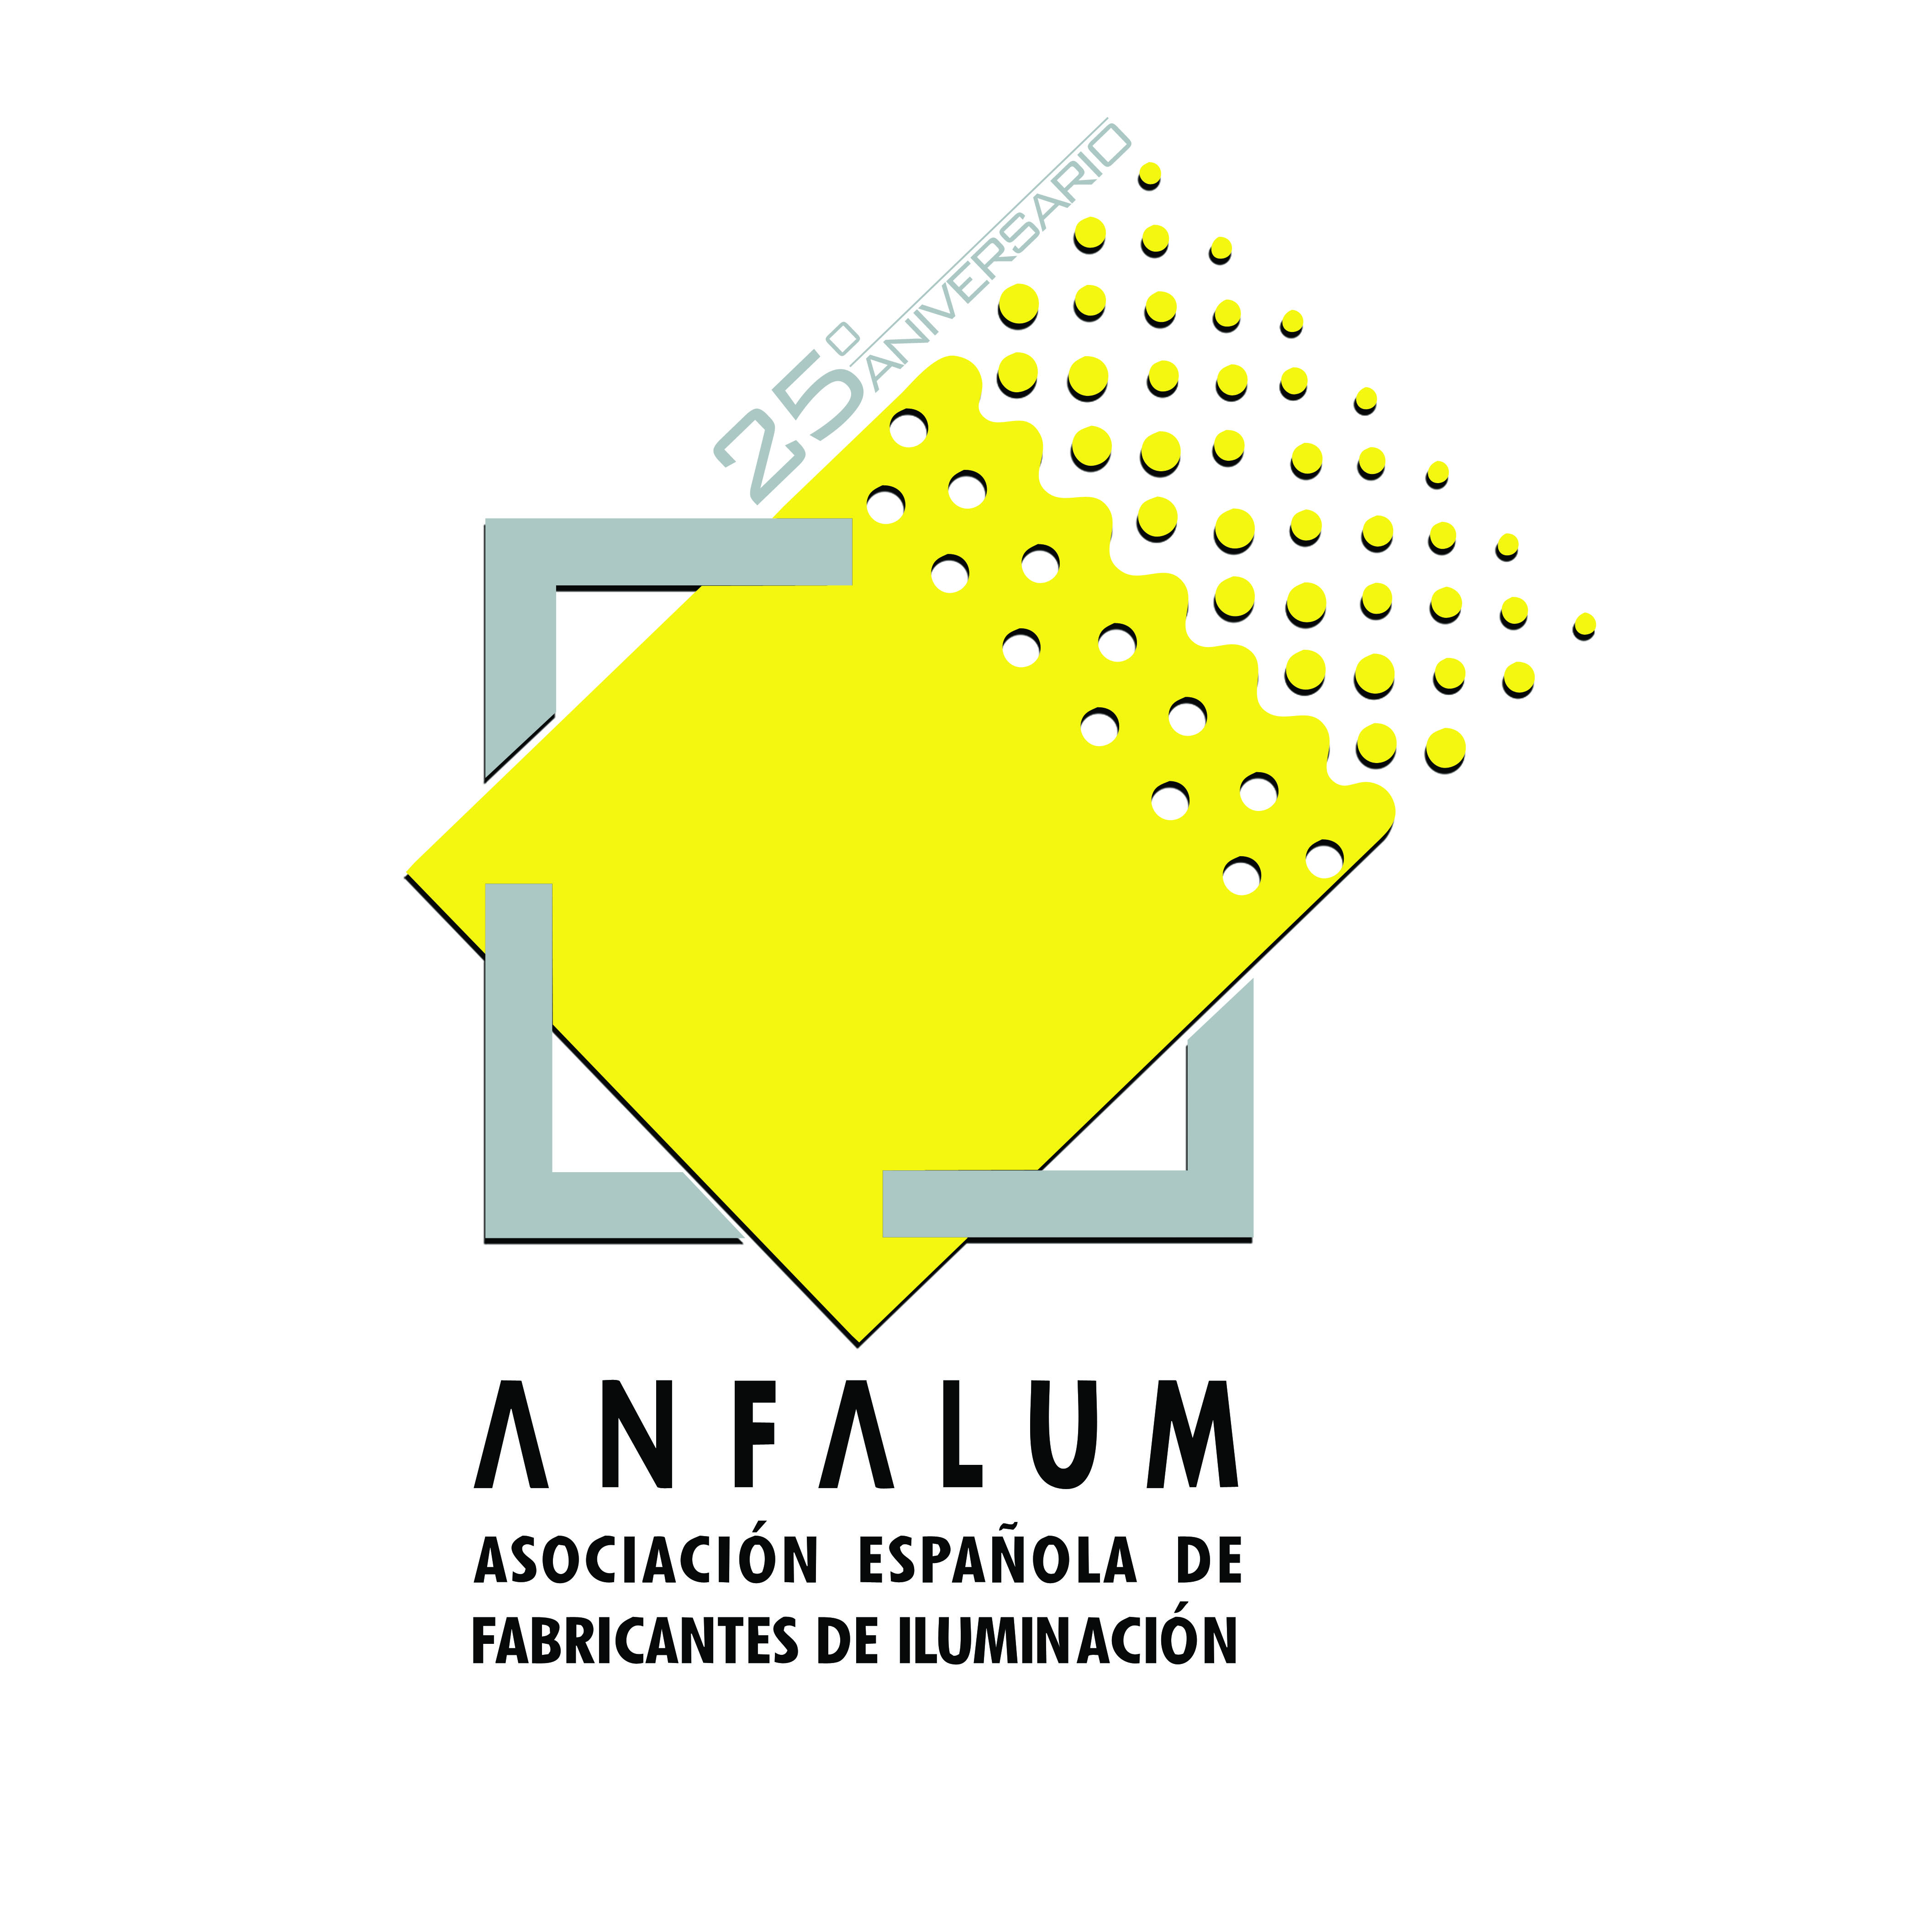 25º ANIVERSARIO
ANFALUM
ASOCIACIÓN ESPAÑOLA DE
FABRICANTES DE ILUMINACIÓN